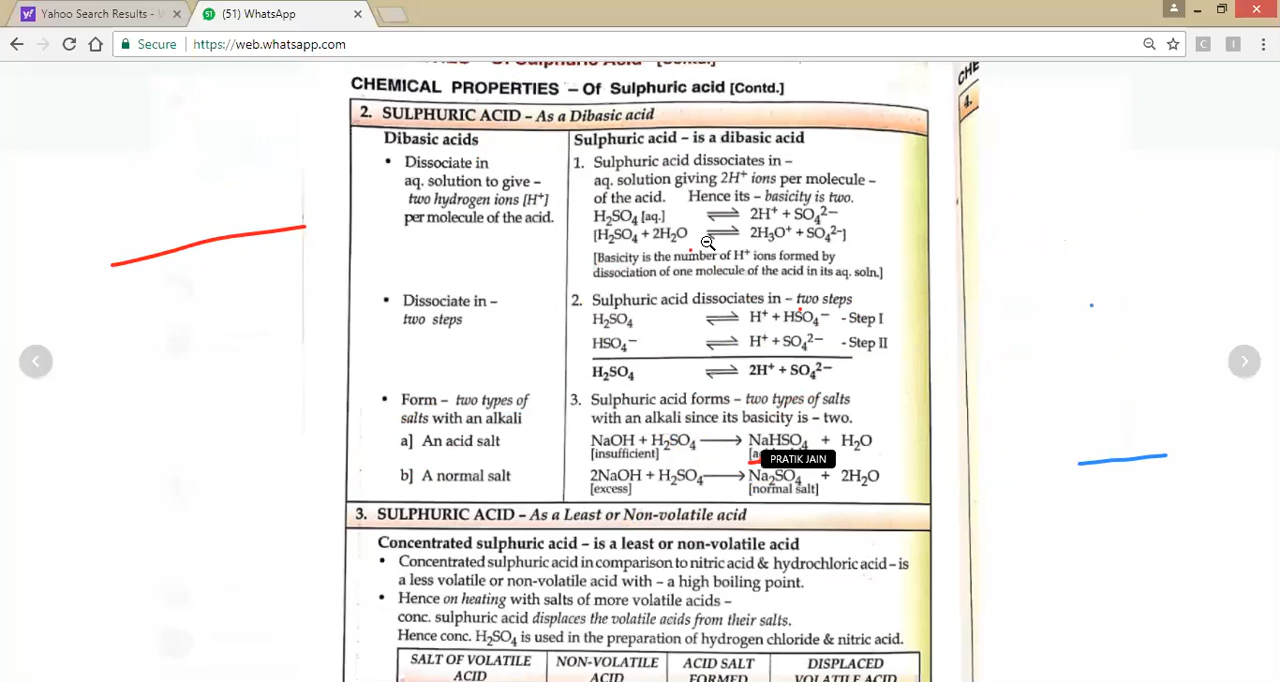 Yahoo Search Results -
(51) WhatsApp
Secure
https://web.whatsapp.com
CHEMICAL PROPERTIES – Of Sulphuric acid [Contd.]
4.
2. SULPHURIC ACID – As a Dibasic acid
Dibasic acids
• Dissociate in
aq. solution to give –
two hydrogen ions [H⁺]
per molecule of the acid.
• Dissociate in –
two steps
• Form – two types of
salts with an alkali
a] An acid salt
b] A normal salt
Sulphuric acid – is a dibasic acid
1. Sulphuric acid dissociates in –
aq. solution giving 2H⁺ ions per molecule –
of the acid. Hence its – basicity is two.
H₂SO₄ [aq.] ⇌ 2H⁺ + SO₄²⁻
[H₂SO₄ + 2H₂O ⇌ 2H₃O⁺ + SO₄²⁻]
[Basicity is the number of H⁺ ions formed by
dissociation of one molecule of the acid in its aq. soln.]
2. Sulphuric acid dissociates in – two steps
H₂SO₄ ⇌ H⁺ + HSO₄⁻ - Step I
HSO₄⁻ ⇌ H⁺ + SO₄²⁻ - Step II
H₂SO₄ ⇌ 2H⁺ + SO₄²⁻
3. Sulphuric acid forms – two types of salts
with an alkali since its basicity is – two.
NaOH + H₂SO₄ ⟶ NaHSO₄ + H₂O
[insufficient]
PRATIK JAIN
2NaOH + H₂SO₄ ⟶ Na₂SO₄ + 2H₂O
[excess] [normal salt]
3. SULPHURIC ACID – As a Least or Non-volatile acid
Concentrated sulphuric acid – is a least or non-volatile acid
• Concentrated sulphuric acid in comparison to nitric acid & hydrochloric acid – is
a less volatile or non-volatile acid with – a high boiling point.
• Hence on heating with salts of more volatile acids –
conc. sulphuric acid displaces the volatile acids from their salts.
Hence conc. H₂SO₄ is used in the preparation of hydrogen chloride & nitric acid.
SALT OF VOLATILE
ACID
NON-VOLATILE
ACID
ACID SALT
FORMED
DISPLACED
VOLATILE ACID